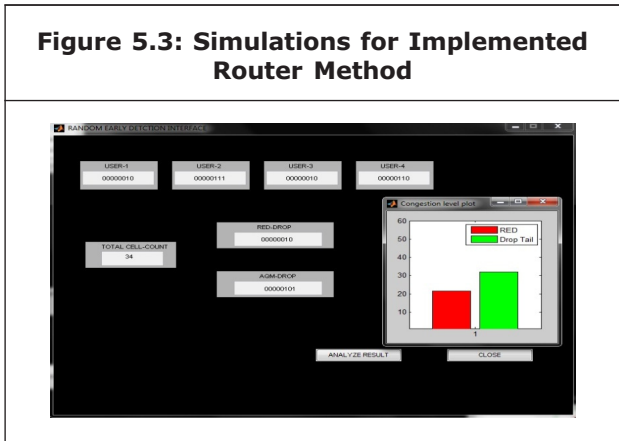 Figure 5.3: Simulations for Implemented
Router Method
RANDOM EARLY DETCTION INTERFACE
USER-1
00000010
USER-2
00000111
USER-3
00000010
USER-4
00000110
TOTAL CELL-COUNT
34
RED-DROP
00000010
AQM-DROP
00000101
Congestion level plot
60
50
40
30
20
10
1
RED
Drop Tail
ANALYZE RESULT
CLOSE